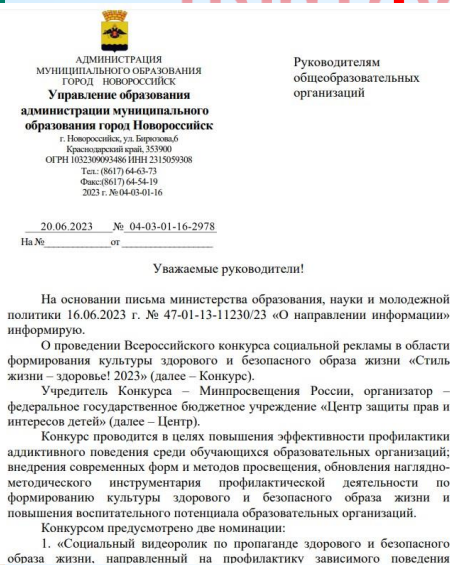 АДМИНИСТРАЦИЯ
МУНИЦИПАЛЬНОГО ОБРАЗОВАНИЯ
ГОРОД НОВОРОССИЙСК
Управление образования
администрации муниципального
образования город Новороссийск
г. Новороссийск, ул. Бирюзова,6
Краснодарский край, 353900
ОГРН 1032309093486 ИНН 2315059308
Тел.: (8617) 64-63-73
Факс:(8617) 64-54-19
2023 г. № 04-03-01-16
20.06.2023 № 04-03-01-16-2978
На № от
Руководителям
общеобразовательных
организаций
Уважаемые руководители!
На основании письма министерства образования, науки и молодежной
политики 16.06.2023 г. № 47-01-13-11230/23 «О направлении информации»
информирую.
О проведении Всероссийского конкурса социальной рекламы в области
формирования культуры здорового и безопасного образа жизни «Стиль
жизни – здоровье! 2023» (далее – Конкурс).
Учредитель Конкурса – Минпросвещения России, организатор –
федеральное государственное бюджетное учреждение «Центр защиты прав и
интересов детей» (далее – Центр).
Конкурс проводится в целях повышения эффективности профилактики
аддиктивного поведения среди обучающихся образовательных организаций;
внедрения современных форм и методов просвещения, обновления наглядно-
методического инструментария профилактической деятельности по
формированию культуры здорового и безопасного образа жизни и
повышения воспитательного потенциала образовательных организаций.
Конкурсом предусмотрено две номинации:
1. «Социальный видеоролик по пропаганде здорового и безопасного
образа жизни, направленный на профилактику зависимого поведения